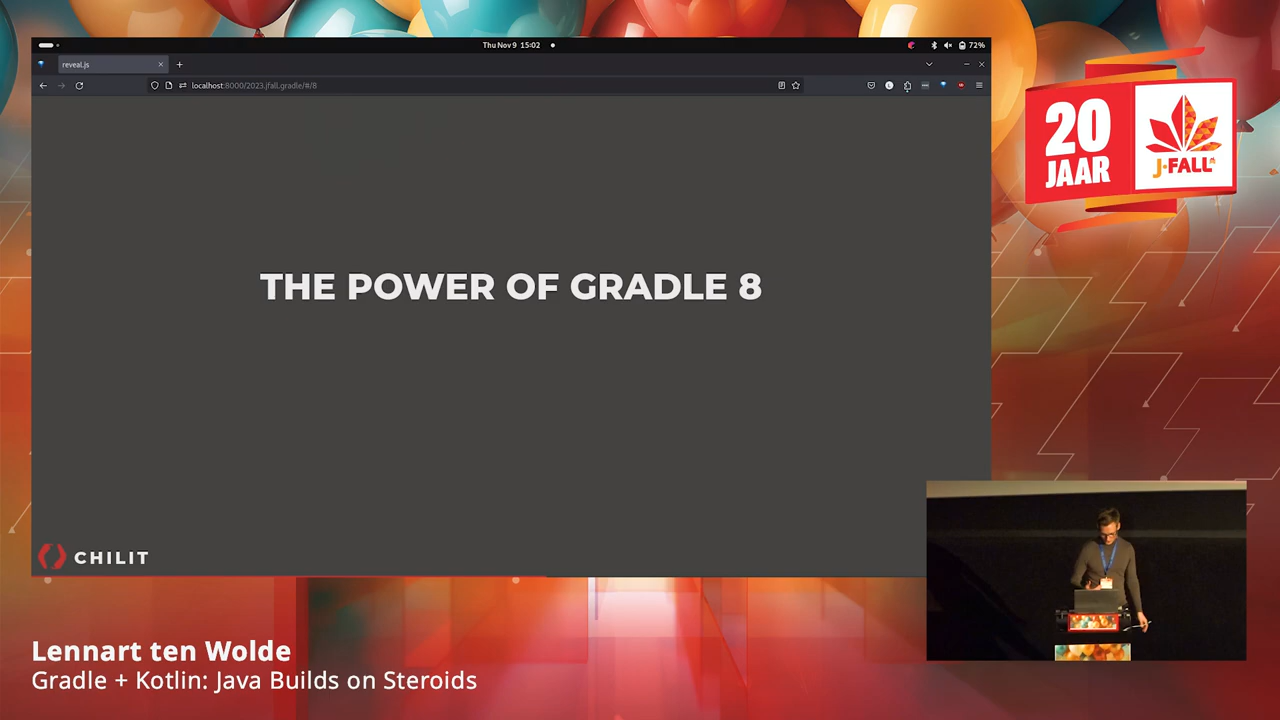 Thu Nov 9 15:02
72%
reveal.js
localhost:8000/2023.jfall.gradle/#/8
20
JAAR
J-FALL
THE POWER OF GRADLE 8
CHILIT
Lennart ten Wolde
Gradle + Kotlin: Java Builds on Steroids